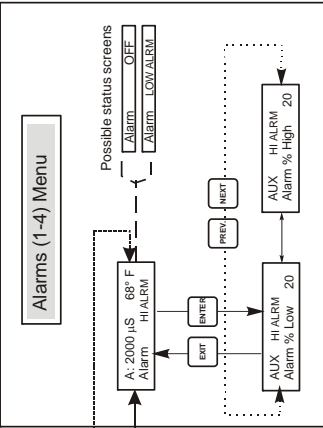 Alarms (1-4) Menu
Possible status screens
Alarm OFF
Alarm LOW ALRM
A: 2000 µS 68° F
Alarm HI ALRM
EXIT
ENTER
PREV.
NEXT
AUX HI ALRM
Alarm % Low 20
AUX HI ALRM
Alarm % High 20